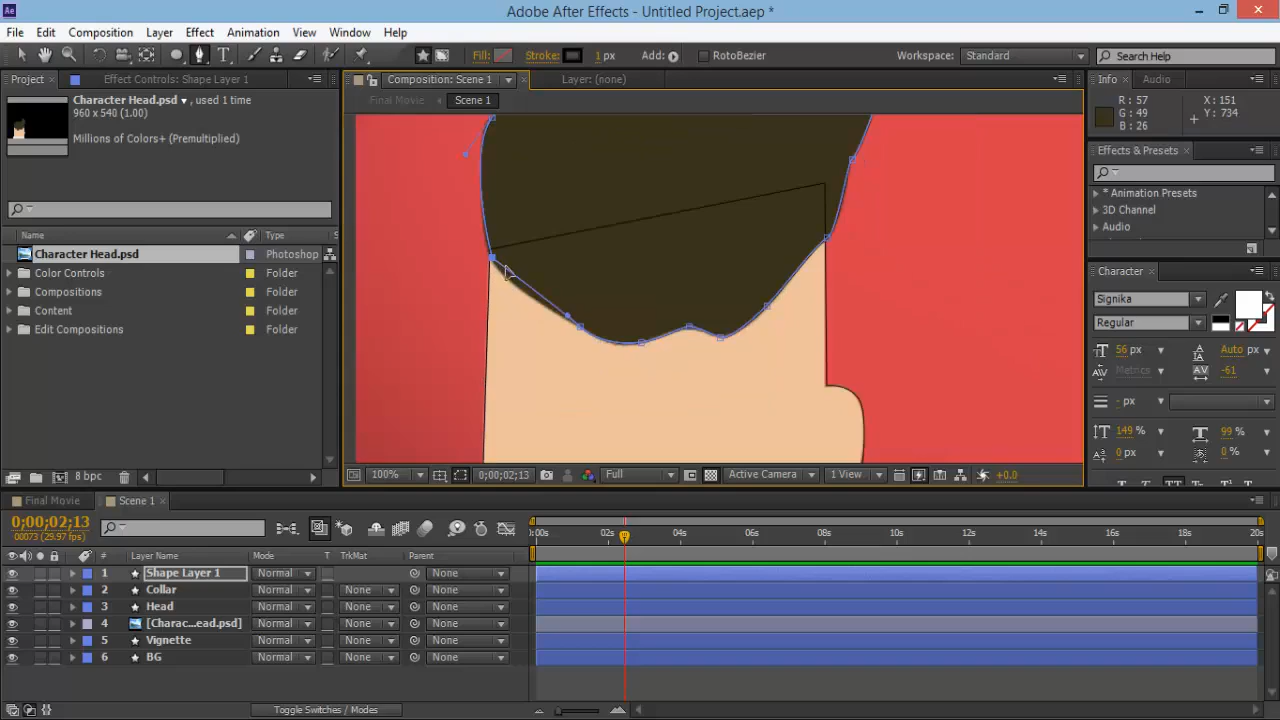 Ae
Adobe After Effects - Untitled Project.aep *
File Edit Composition Layer Effect Animation View Window Help
Fill: Stroke: 1 px Add: RotoBezier Workspace: Standard Search Help
Project Effect Controls: Shape Layer 1 Composition: Scene 1 Layer: (none) Info Audio
Character Head.psd , used 1 time
960 x 540 (1.00)
Millions of Colors+ (Premultiplied)
Final Movie Scene 1
R : 57 X : 151
G : 49 Y : 734
B : 26
Effects & Presets
* Animation Presets
3D Channel
Audio
Name Type
Character Head.psd Photoshop
Color Controls Folder
Compositions Folder
Content Folder
Edit Compositions Folder
Character
Signika
Regular
56 px Auto px
Metrics -61
- px
149 % 99 %
0 px 0 %
T T TT Tt T T
8 bpc
100% 0;00;02;13 Full Active Camera 1 View +0.0
Final Movie Scene 1
0;00;02;13
00073 (29.97 fps)
:00s 02s 04s 06s 08s 10s 12s 14s 16s 18s 20s
# Layer Name Mode T TrkMat Parent
1 Shape Layer 1 Normal None
2 Collar Normal None None
3 Head Normal None None
4 [Charac...ead.psd] Normal None None
5 Vignette Normal None None
6 BG Normal None None
Toggle Switches / Modes